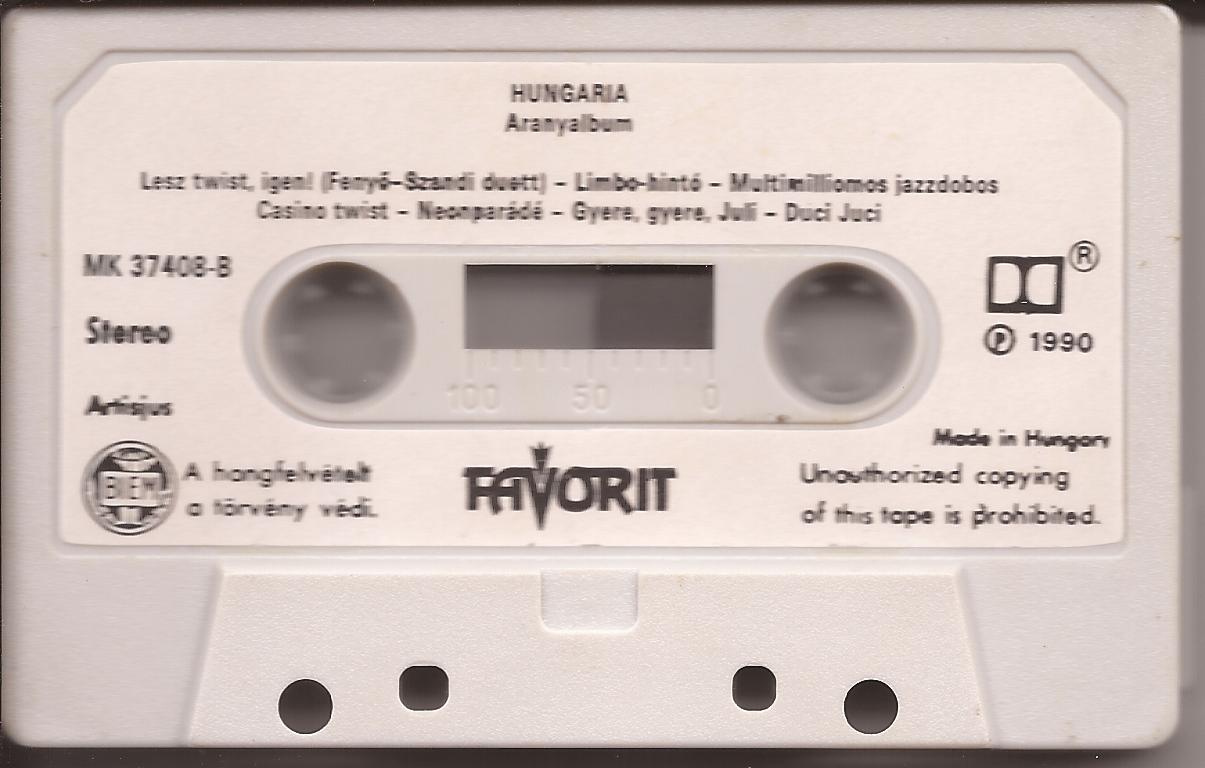 HUNGARIA
Aranyalbum
Lesz twist, igen! (Fenyő–Szandi duett) – Limbo-hintó – Multimilliomos jazzdobos
Casino twist – Neonparádé – Gyere, gyere, Juli – Duci Juci
MK 37408-B
®
Stereo
Ⓟ 1990
100 50 0
Artisjus
Made in Hungary
BIEM
A hangfelvételt
a törvény védi.
FAVORIT
Unauthorized copying
of this tape is prohibited.